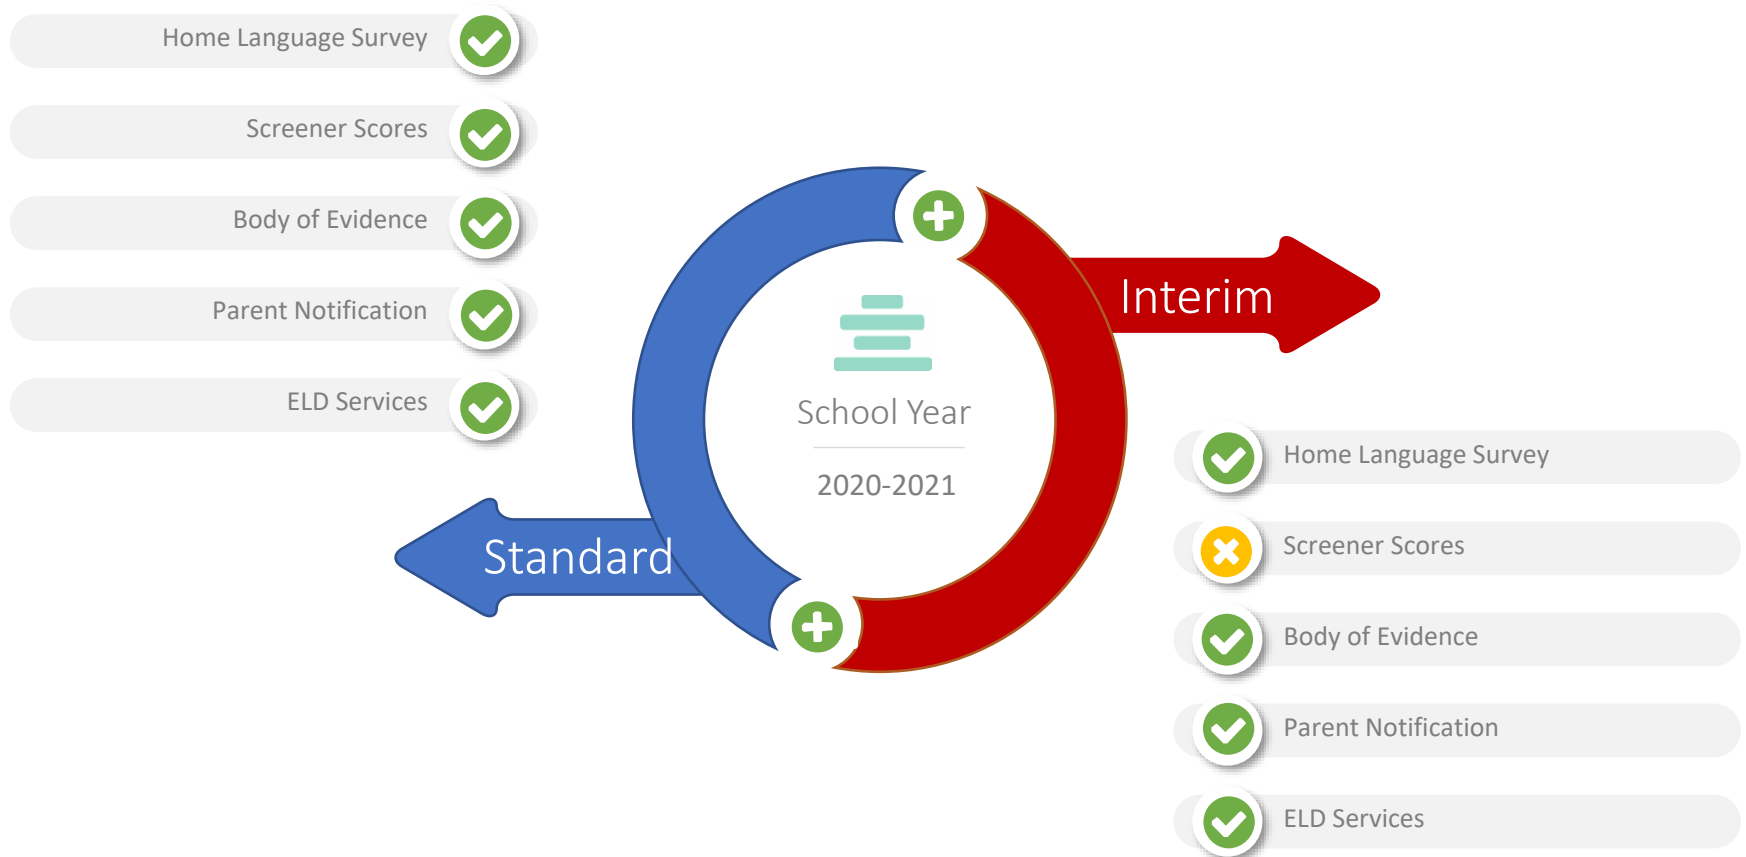 Home Language Survey
Screener Scores
Body of Evidence
Parent Notification
ELD Services
Standard
School Year
2020-2021
Interim
Home Language Survey
Screener Scores
Body of Evidence
Parent Notification
ELD Services